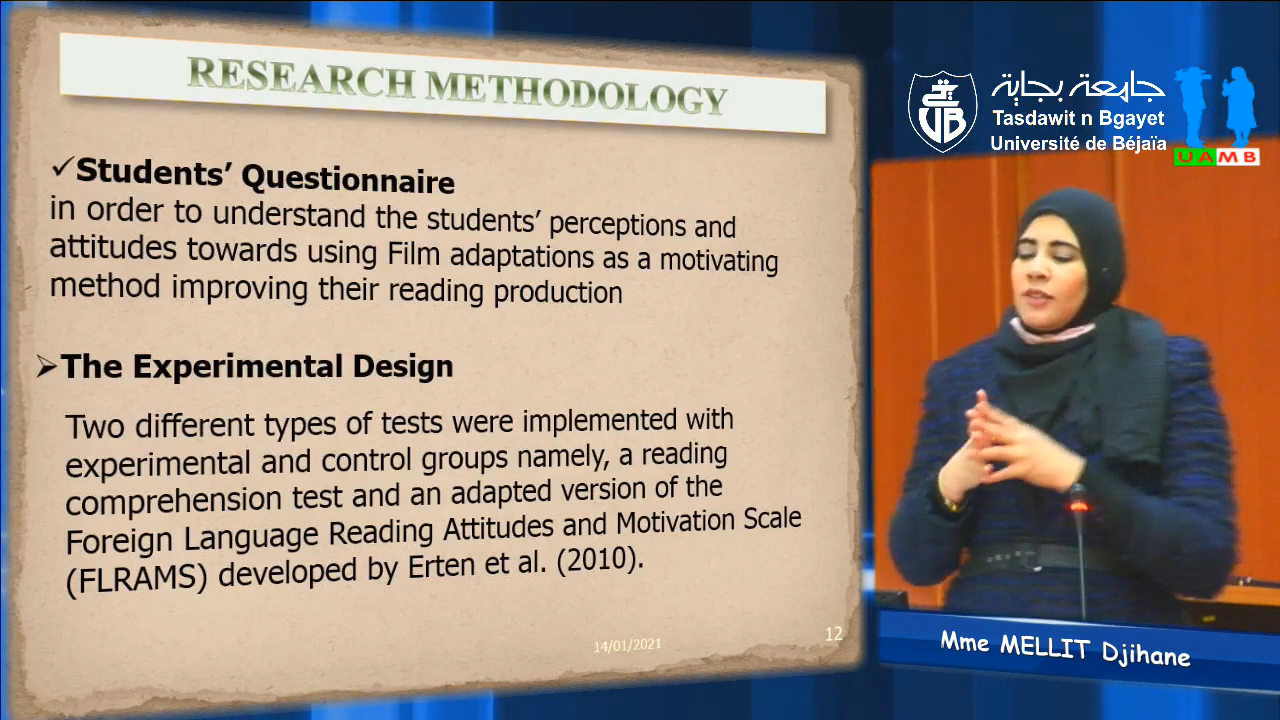 RESEARCH METHODOLOGY
✓Students’ Questionnaire
in order to understand the students’ perceptions and
attitudes towards using Film adaptations as a motivating
method improving their reading production
➢The Experimental Design
Two different types of tests were implemented with
experimental and control groups namely, a reading
comprehension test and an adapted version of the
Foreign Language Reading Attitudes and Motivation Scale
(FLRAMS) developed by Erten et al. (2010).
14/01/2021
12
جامعة بجاية
Tasdawit n Bgayet
Université de Béjaïa
UB
UAMB
Mme MELLIT Djihane